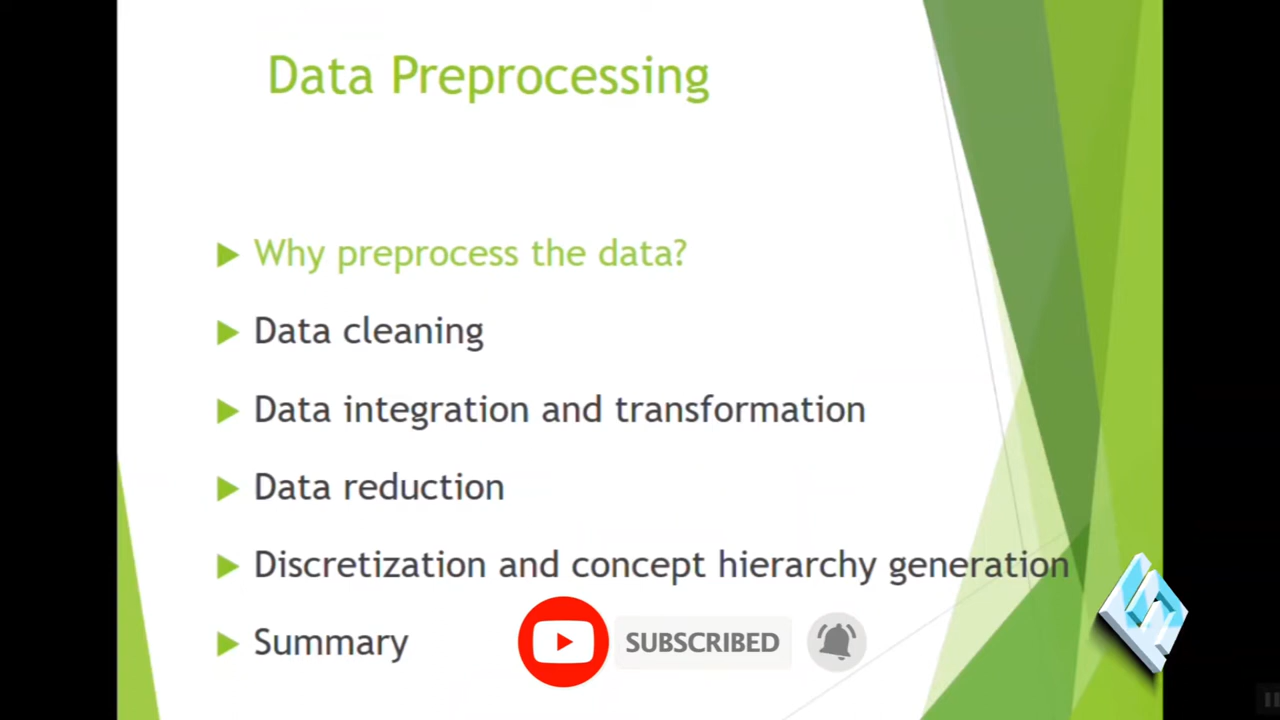 Data Preprocessing
Why preprocess the data?
Data cleaning
Data integration and transformation
Data reduction
Discretization and concept hierarchy generation
Summary
SUBSCRIBED